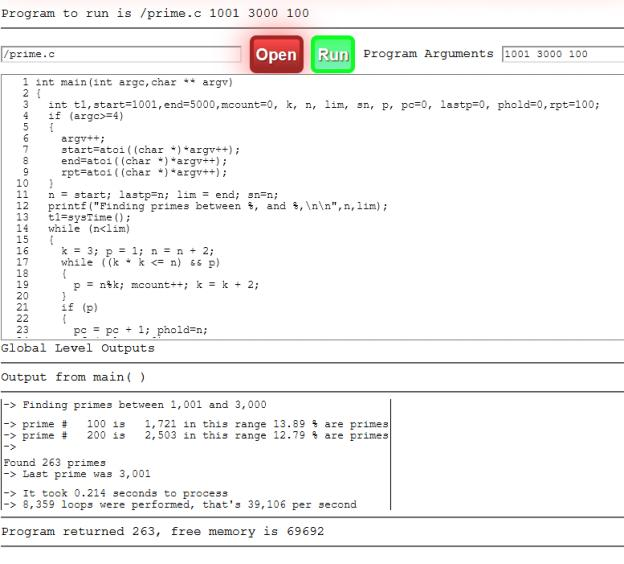 Program to run is /prime.c 1001 3000 100
/prime.c Open Run Program Arguments 1001 3000 100
1 int main(int argc,char ** argv)
2 {
3 int t1,start=1001,end=5000,mcount=0, k, n, lim, sn, p, pc=0, lastp=0, phold=0,rpt=100;
4 if (argc>=4)
5 {
6 argv++;
7 start=atoi((char *)*argv++);
8 end=atoi((char *)*argv++);
9 rpt=atoi((char *)*argv++);
10 }
11 n = start; lastp=n; lim = end; sn=n;
12 printf("Finding primes between %, and %,\n\n",n,lim);
13 t1=sysTime();
14 while (n<lim)
15 {
16 k = 3; p = 1; n = n + 2;
17 while ((k * k <= n) && p)
18 {
19 p = n%k; mcount++; k = k + 2;
20 }
21 if (p)
22 {
23 pc = pc + 1; phold=n;
Global Level Outputs
Output from main( )
-> Finding primes between 1,001 and 3,000
-> prime # 100 is 1,721 in this range 13.89 % are primes
-> prime # 200 is 2,503 in this range 12.79 % are primes
->
Found 263 primes
-> Last prime was 3,001
-> It took 0.214 seconds to process
-> 8,359 loops were performed, that's 39,106 per second
Program returned 263, free memory is 69692